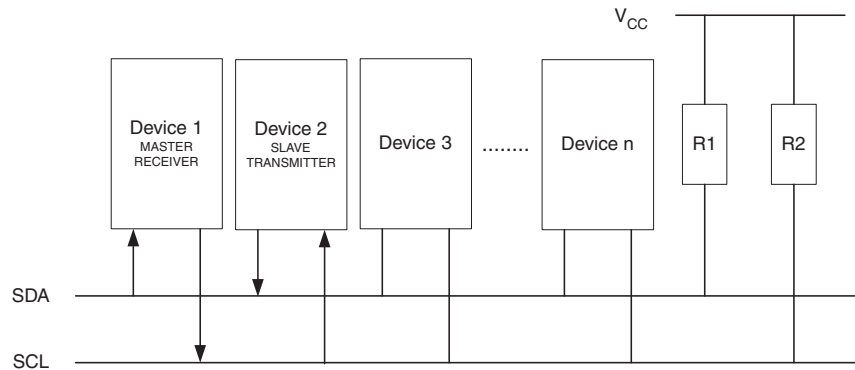 VCC
Device 1
MASTER
RECEIVER
Device 2
SLAVE
TRANSMITTER
Device 3
........
Device n
R1
R2
SDA
SCL